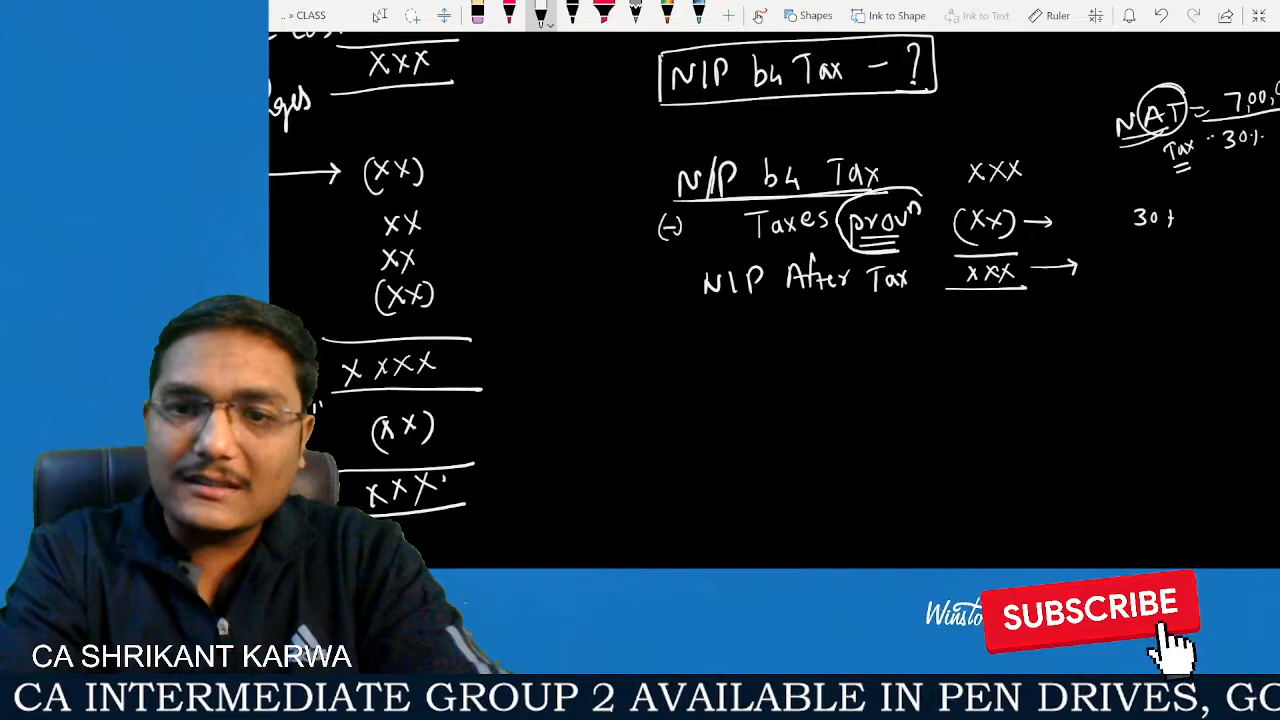 .. » CLASS
Shapes
Ink to Shape
Ink to Text
Ruler
xxx
N/P b4 Tax - ?
ges
NAT = 7,00,
Tax 30%
(xx)
N/P b4 Tax xxx
xx
(-) Taxes (provn) (xx) → 30%
xx
N/P After Tax xxx →
(xx)
xxxx
(xx)
xxx
SUBSCRIBE
CA SHRIKANT KARWA
CA INTERMEDIATE GROUP 2 AVAILABLE IN PEN DRIVES, GO